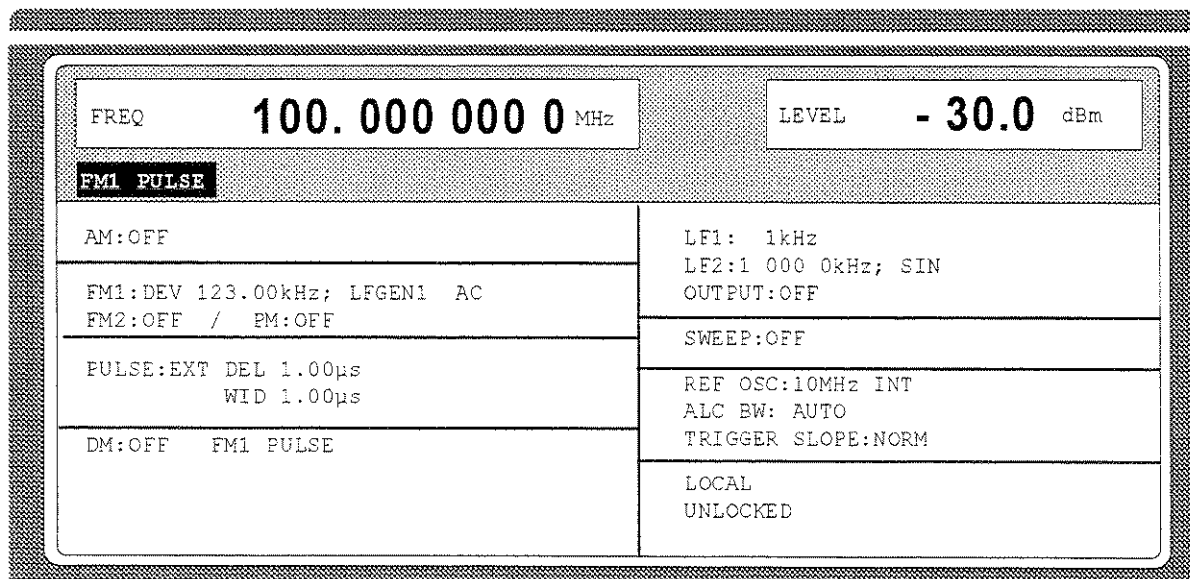 FREQ 100. 000 000 0 MHz
LEVEL - 30.0 dBm
FM1 PULSE
AM:OFF
FM1:DEV 123.00kHz; LFGEN1 AC
FM2:OFF / PM:OFF
PULSE:EXT DEL 1.00µs
WID 1.00µs
DM:OFF FM1 PULSE
LF1: 1kHz
LF2:1 000 0kHz; SIN
OUTPUT:OFF
SWEEP:OFF
REF OSC:10MHz INT
ALC BW: AUTO
TRIGGER SLOPE:NORM
LOCAL
UNLOCKED